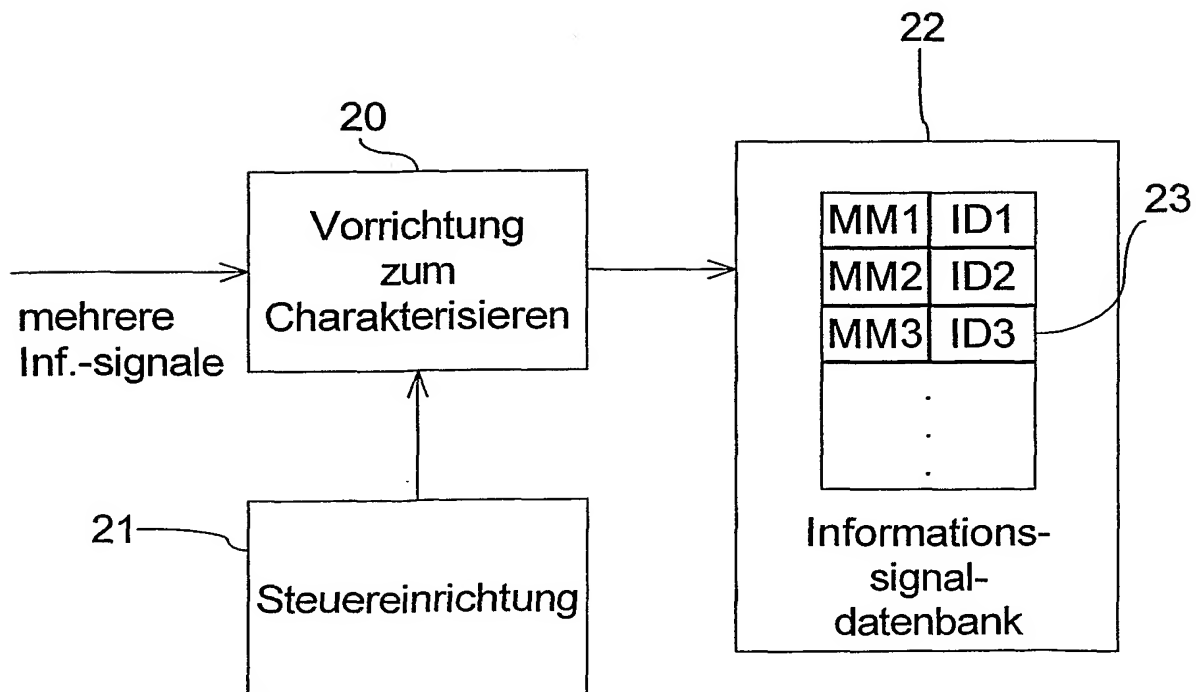 22
20
Vorrichtung
zum
Charakterisieren
mehrere
Inf.-signale
MM1 ID1
MM2 ID2
MM3 ID3
.
.
.
23
Informations-
signal-
datenbank
21
Steuereinrichtung